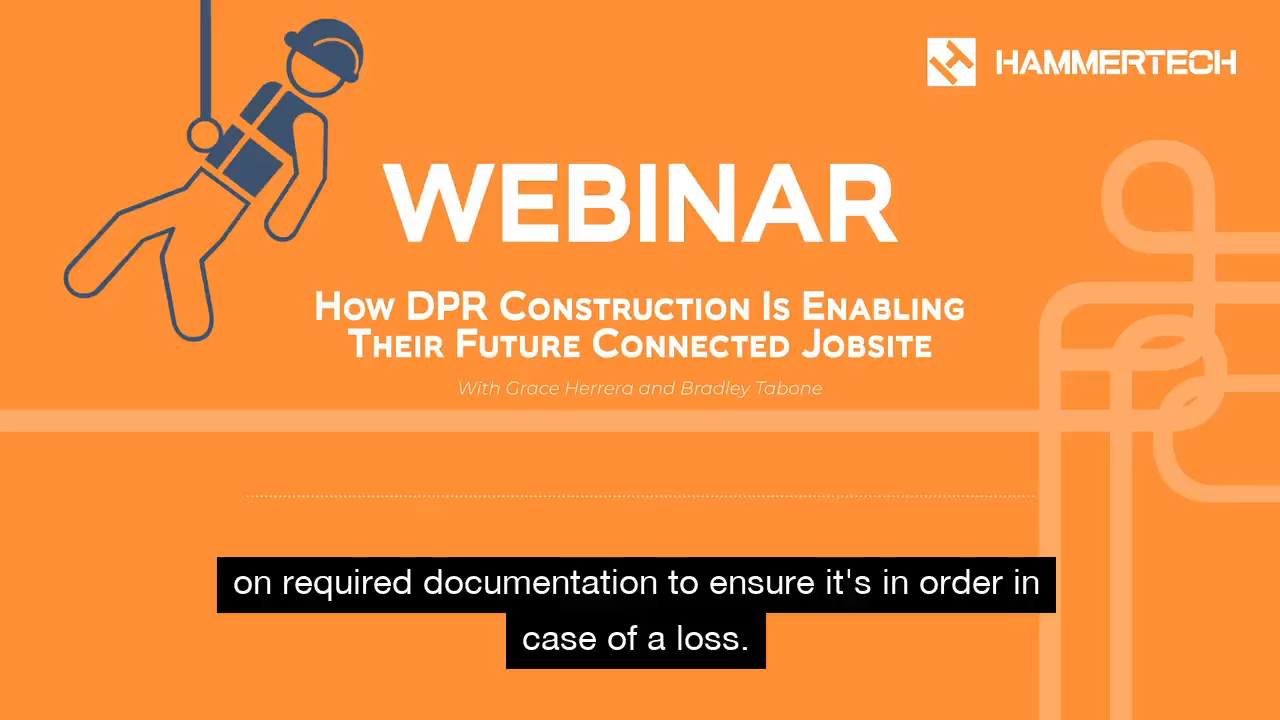 HAMMERTECH
WEBINAR
How DPR Construction Is Enabling
Their Future Connected Jobsite
With Grace Herrera and Bradley Tabone
on required documentation to ensure it's in order in
case of a loss.